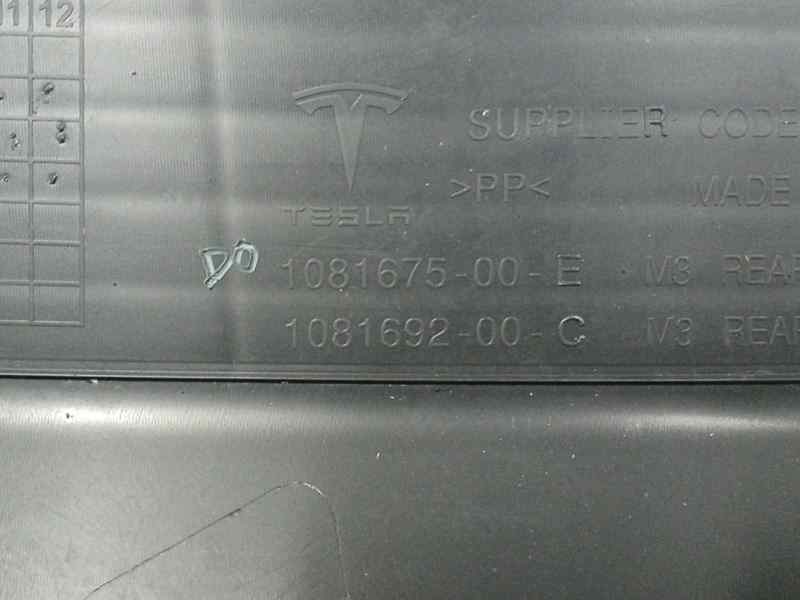 11 12
SUPPLIER CODE
>PP< MADE
TESLA
DO
1081675-00-E M3 REAR
1081692-00-C M3 REAR